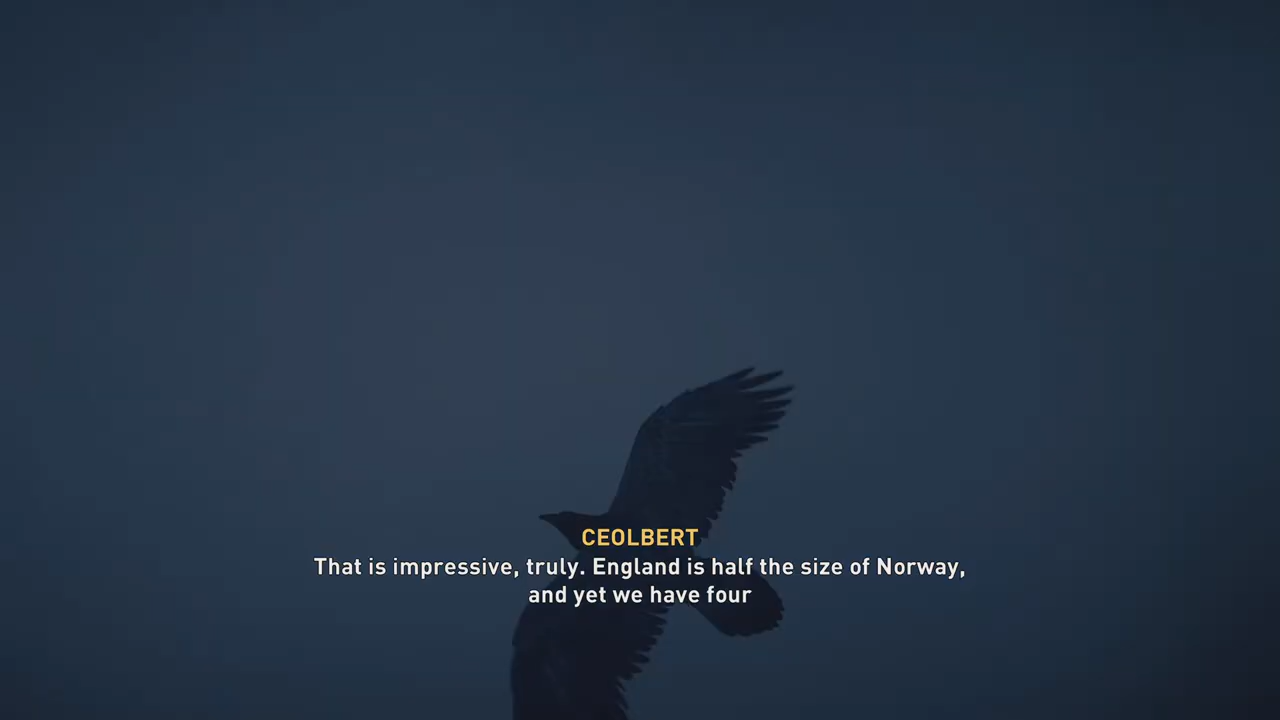 CEOLBERT
That is impressive, truly. England is half the size of Norway,
and yet we have four